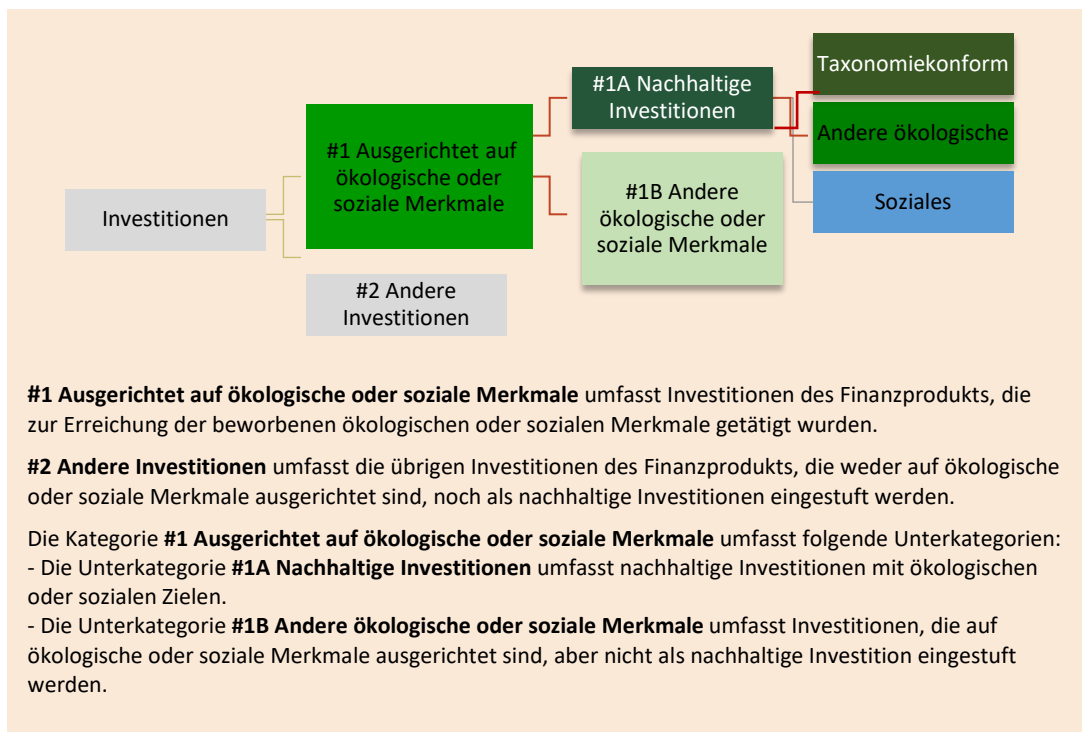 Investitionen
#1 Ausgerichtet auf
ökologische oder
soziale Merkmale
#2 Andere
Investitionen
#1A Nachhaltige
Investitionen
#1B Andere
ökologische oder
soziale Merkmale
Taxonomiekonform
Andere ökologische
Soziales
#1 Ausgerichtet auf ökologische oder soziale Merkmale umfasst Investitionen des Finanzprodukts, die
zur Erreichung der beworbenen ökologischen oder sozialen Merkmale getätigt wurden.
#2 Andere Investitionen umfasst die übrigen Investitionen des Finanzprodukts, die weder auf ökologische
oder soziale Merkmale ausgerichtet sind, noch als nachhaltige Investitionen eingestuft werden.
Die Kategorie #1 Ausgerichtet auf ökologische oder soziale Merkmale umfasst folgende Unterkategorien:
- Die Unterkategorie #1A Nachhaltige Investitionen umfasst nachhaltige Investitionen mit ökologischen
oder sozialen Zielen.
- Die Unterkategorie #1B Andere ökologische oder soziale Merkmale umfasst Investitionen, die auf
ökologische oder soziale Merkmale ausgerichtet sind, aber nicht als nachhaltige Investition eingestuft
werden.